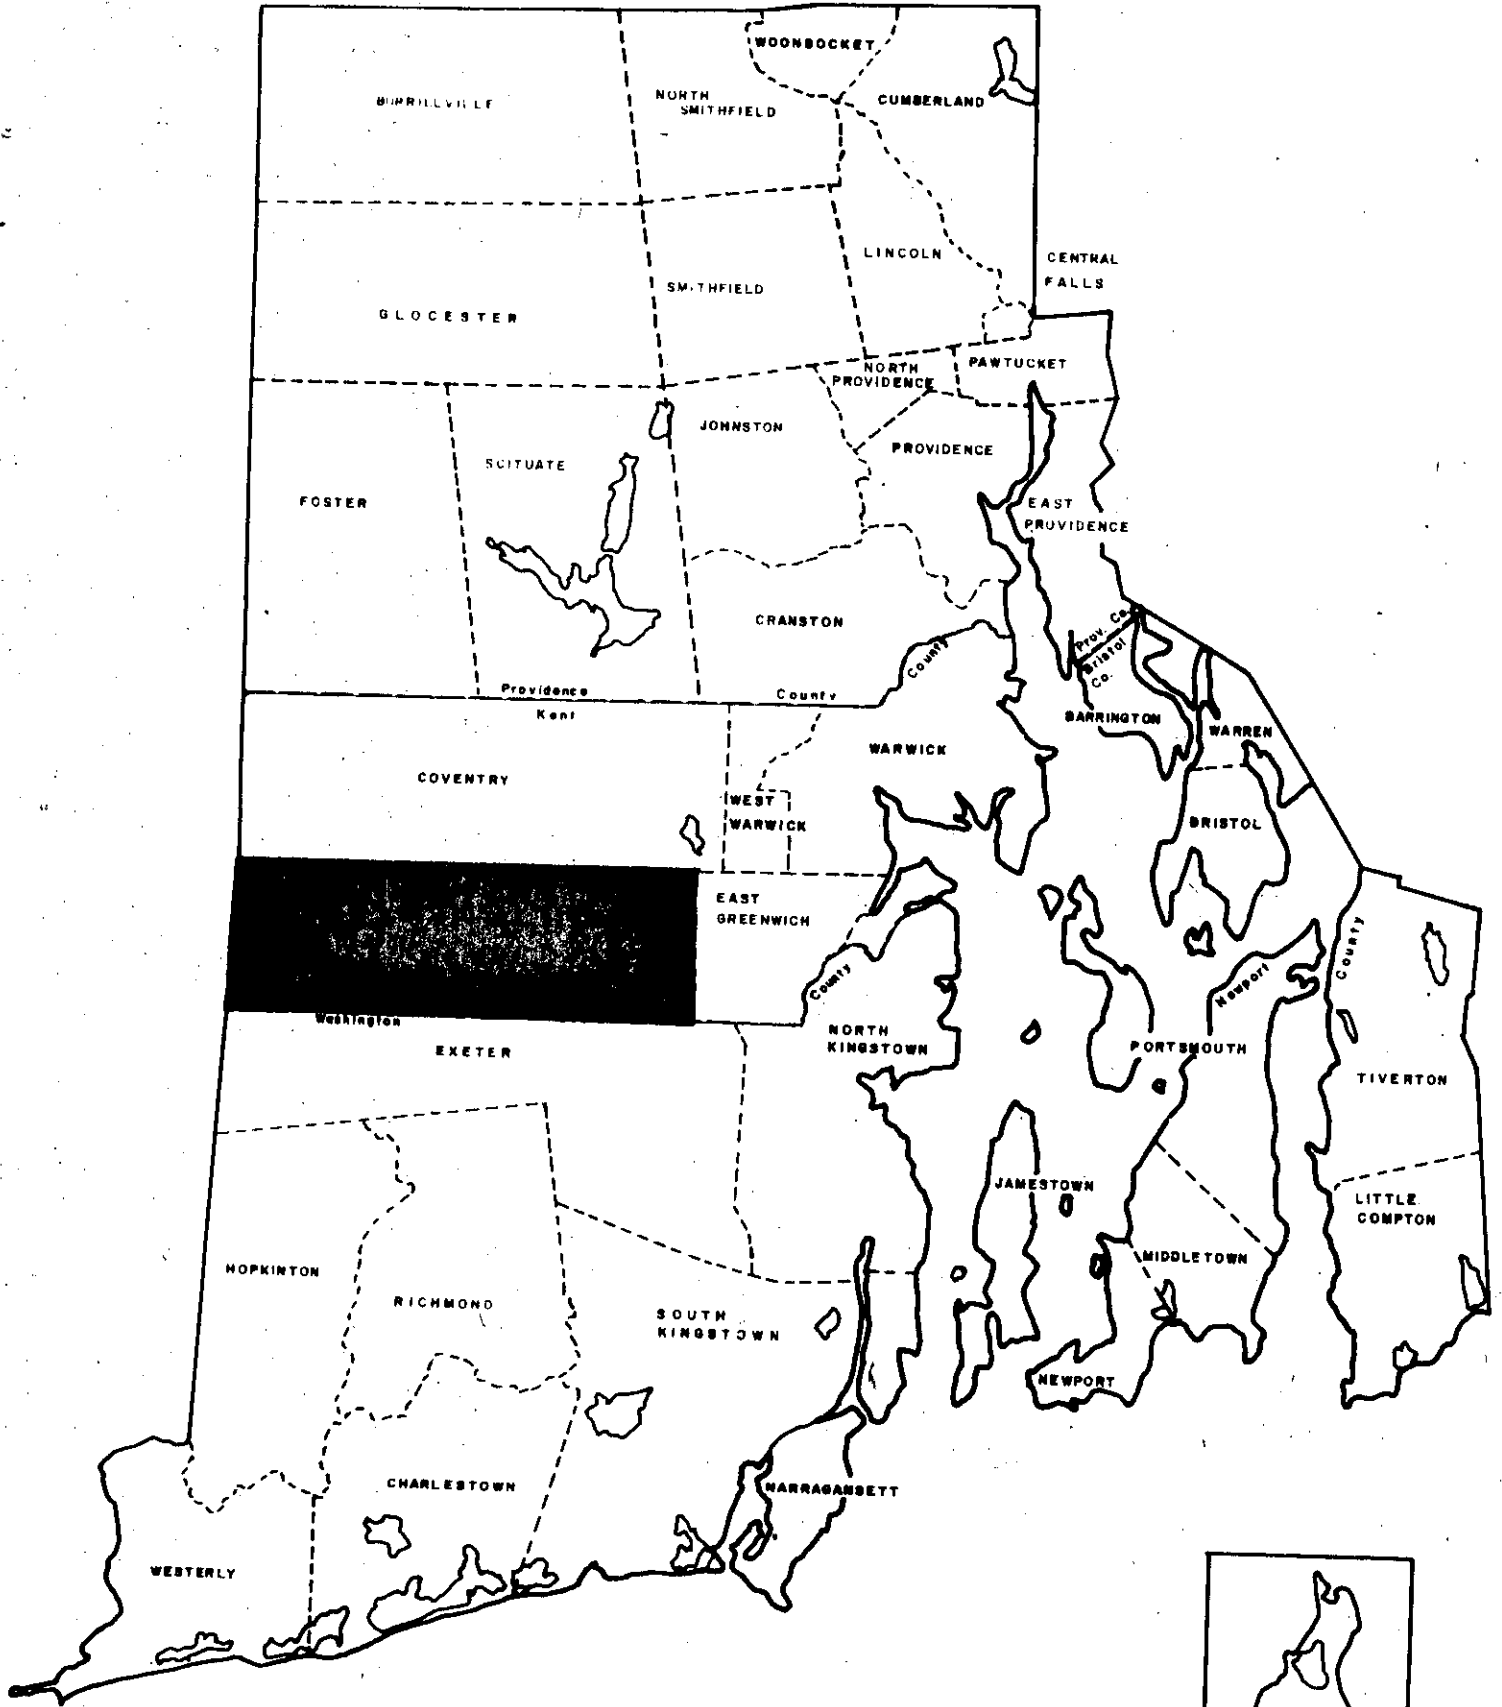 WOONSOCKET
BURRILLVILLE
NORTH
SMITHFIELD
CUMBERLAND
LINCOLN
CENTRAL
FALLS
SMITHFIELD
GLOCESTER
NORTH
PROVIDENCE
PAWTUCKET
JOHNSTON
PROVIDENCE
SCITUATE
FOSTER
EAST
PROVIDENCE
CRANSTON
County
Prov. Co.
Bristol
Co.
Providence
County
Kent
BARRINGTON
WARREN
WARWICK
COVENTRY
WEST
WARWICK
BRISTOL
EAST
GREENWICH
County
County
Newport
Washington
EXETER
NORTH
KINGSTOWN
PORTSMOUTH
TIVERTON
JAMESTOWN
LITTLE
COMPTON
MIDDLETOWN
HOPKINTON
RICHMOND
SOUTH
KINGSTOWN
NEWPORT
CHARLESTOWN
NARRAGANSETT
WESTERLY